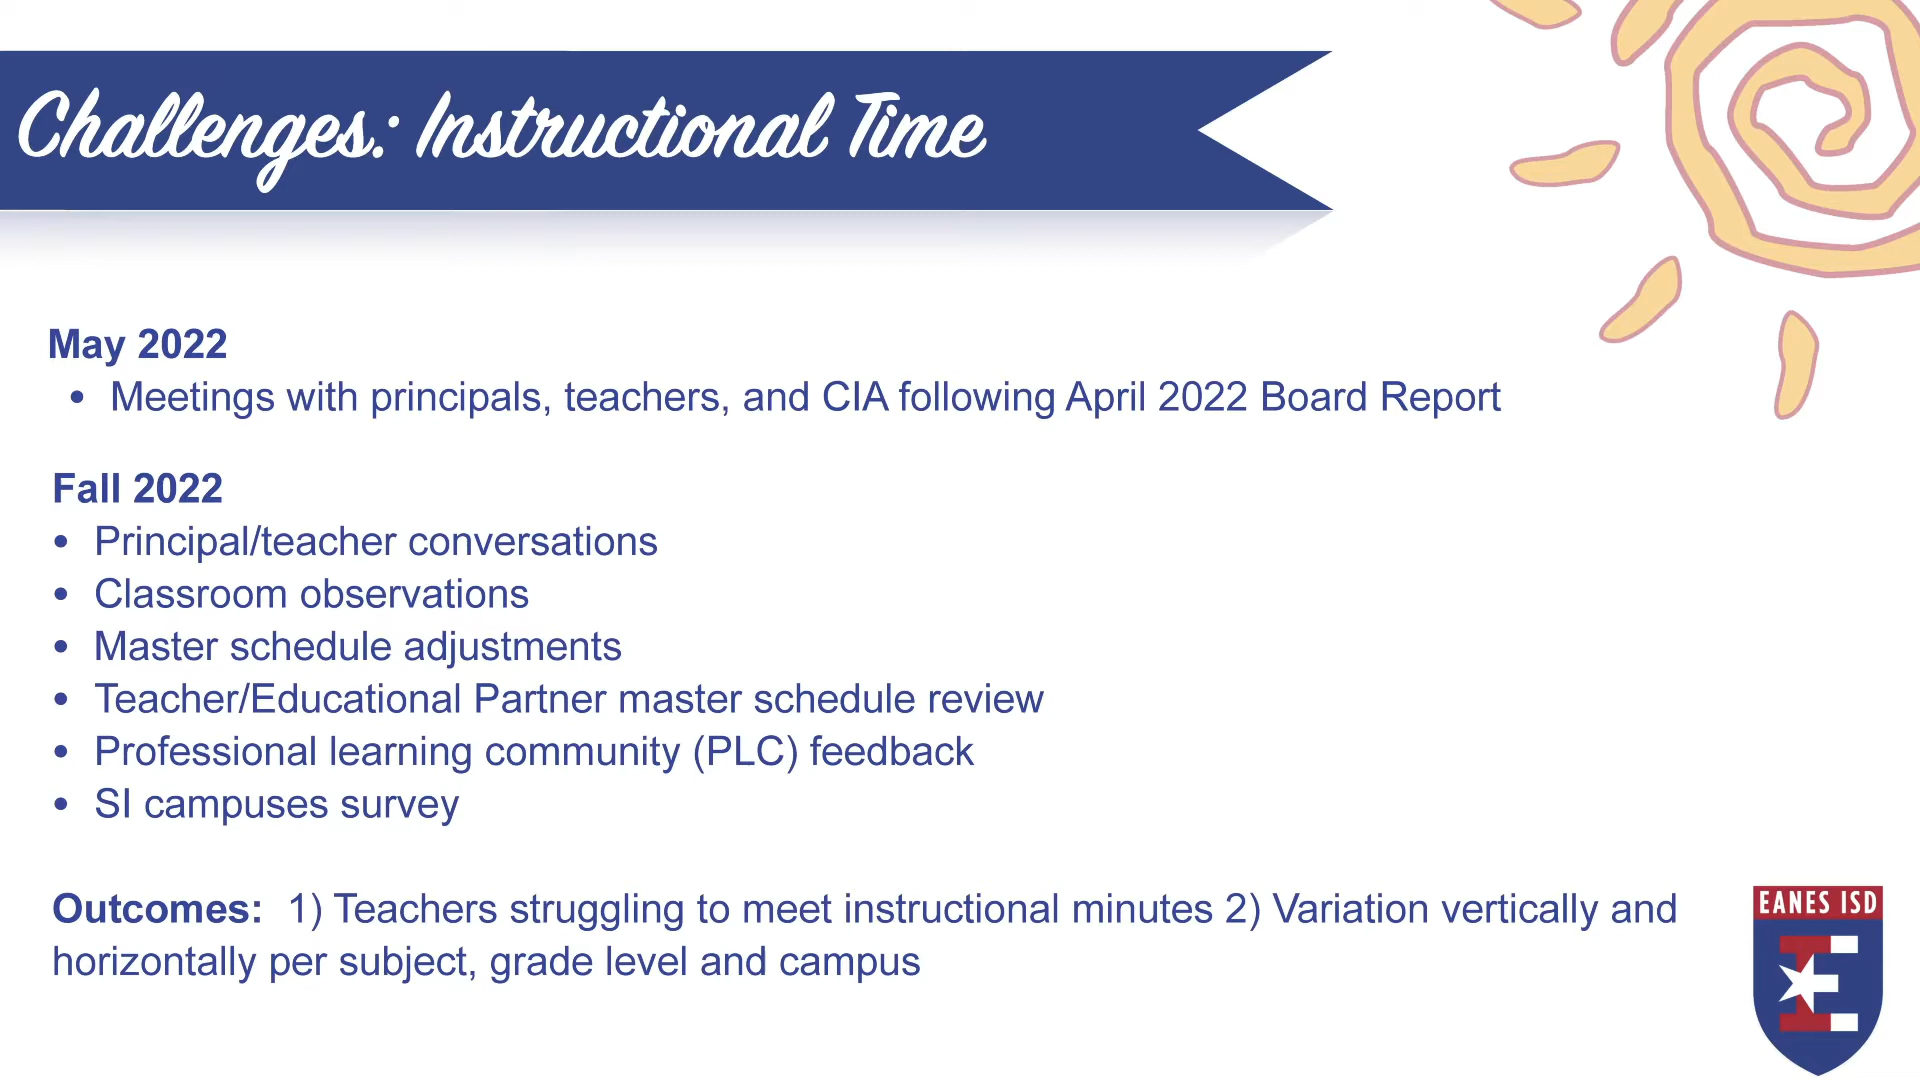 Challenges: Instructional Time
May 2022
• Meetings with principals, teachers, and CIA following April 2022 Board Report
Fall 2022
• Principal/teacher conversations
• Classroom observations
• Master schedule adjustments
• Teacher/Educational Partner master schedule review
• Professional learning community (PLC) feedback
• SI campuses survey
Outcomes: 1) Teachers struggling to meet instructional minutes 2) Variation vertically and
horizontally per subject, grade level and campus
EANES ISD
E